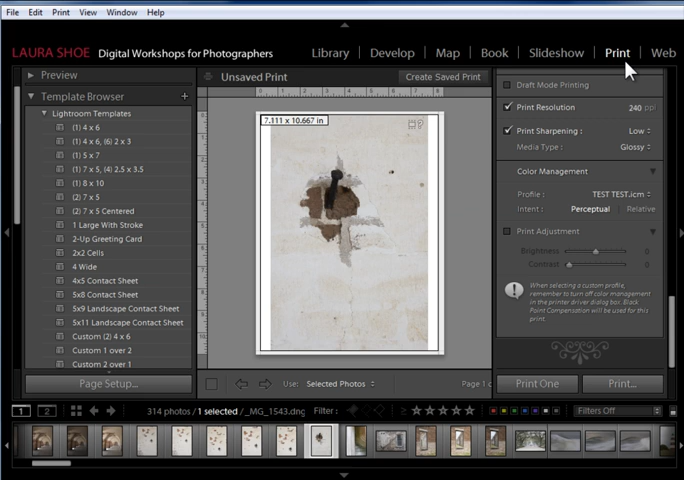 File Edit Print View Window Help
LAURA SHOE Digital Workshops for Photographers
Library | Develop | Map | Book | Slideshow | Print | Web
Preview
Template Browser +
Lightroom Templates
(1) 4 x 6
(1) 4 x 6, (6) 2 x 3
(1) 5 x 7
(1) 7 x 5, (4) 2.5 x 3.5
(1) 8 x 10
(2) 7 x 5
(2) 7 x 5 Centered
1 Large With Stroke
2-Up Greeting Card
2x2 Cells
4 Wide
4x5 Contact Sheet
5x8 Contact Sheet
5x9 Landscape Contact Sheet
5x11 Landscape Contact Sheet
Custom (2) 4 x 6
Custom 1 over 2
Custom 2 over 1
Page Setup...
Unsaved Print
Create Saved Print
7.111 x 10.667 in
Use: Selected Photos
Page 1
Draft Mode Printing
Print Resolution 240 ppi
Print Sharpening : Low
Media Type : Glossy
Color Management
Profile : TEST TEST.icm
Intent : Perceptual Relative
Print Adjustment
Brightness 0
Contrast 0
When selecting a custom profile,
remember to turn off color management
in the printer driver dialog box. Black
Point Compensation will be used for this
print.
Print One
Print...
1 2 314 photos / 1 selected / _MG_1543.dng Filter : Filters Off